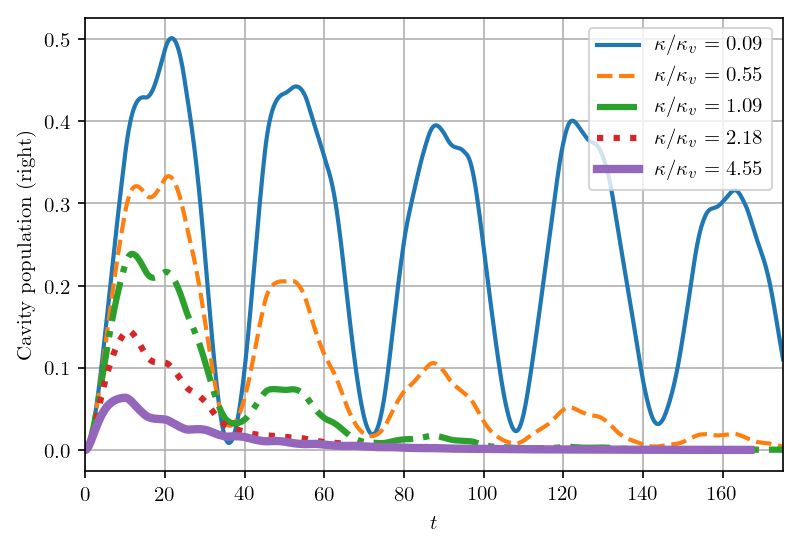 0.5
0.4
0.3
0.2
0.1
0.0
Cavity population (right)
0 20 40 60 80 100 120 140 160
t
κ/κᵥ = 0.09
κ/κᵥ = 0.55
κ/κᵥ = 1.09
κ/κᵥ = 2.18
κ/κᵥ = 4.55